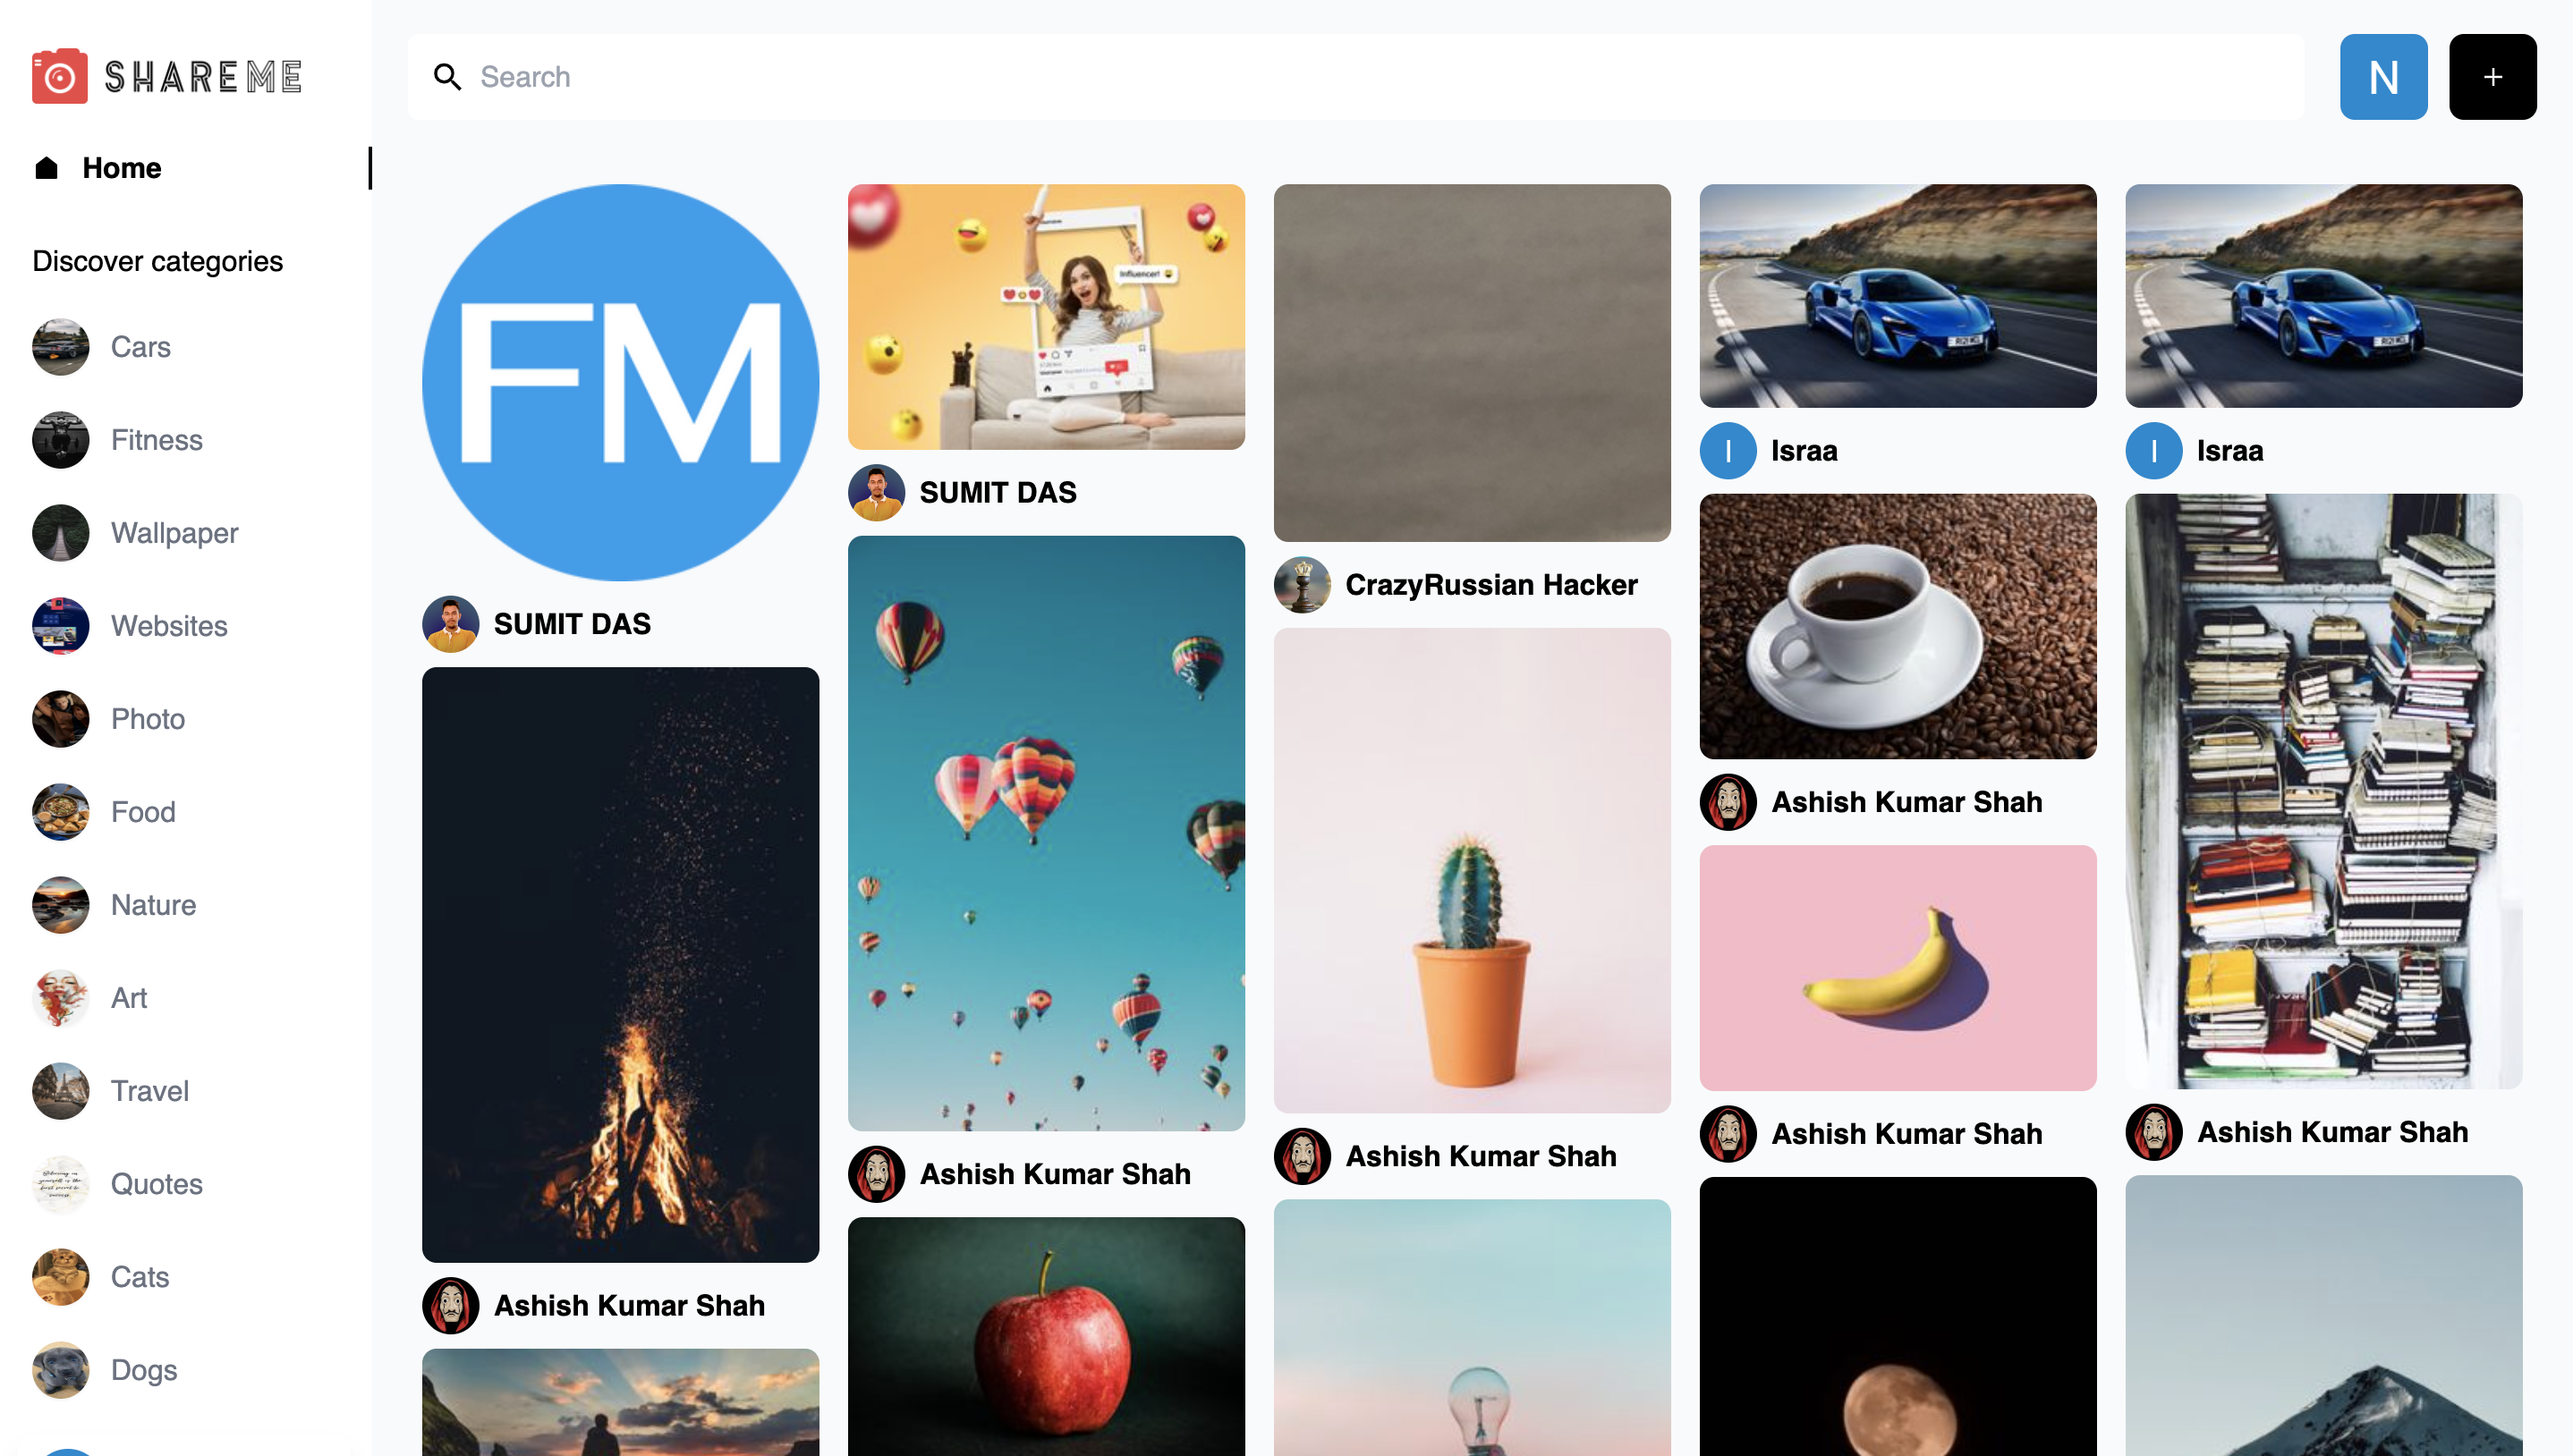 SHAREME
Search
N
+
Home
Discover categories
Cars
Fitness
Wallpaper
Websites
Photo
Food
Nature
Art
Travel
Quotes
Cats
Dogs
FM
SUMIT DAS
Ashish Kumar Shah
Influencer!
SUMIT DAS
Ashish Kumar Shah
CrazyRussian Hacker
Ashish Kumar Shah
I Israa
Ashish Kumar Shah
Ashish Kumar Shah
I Israa
Ashish Kumar Shah